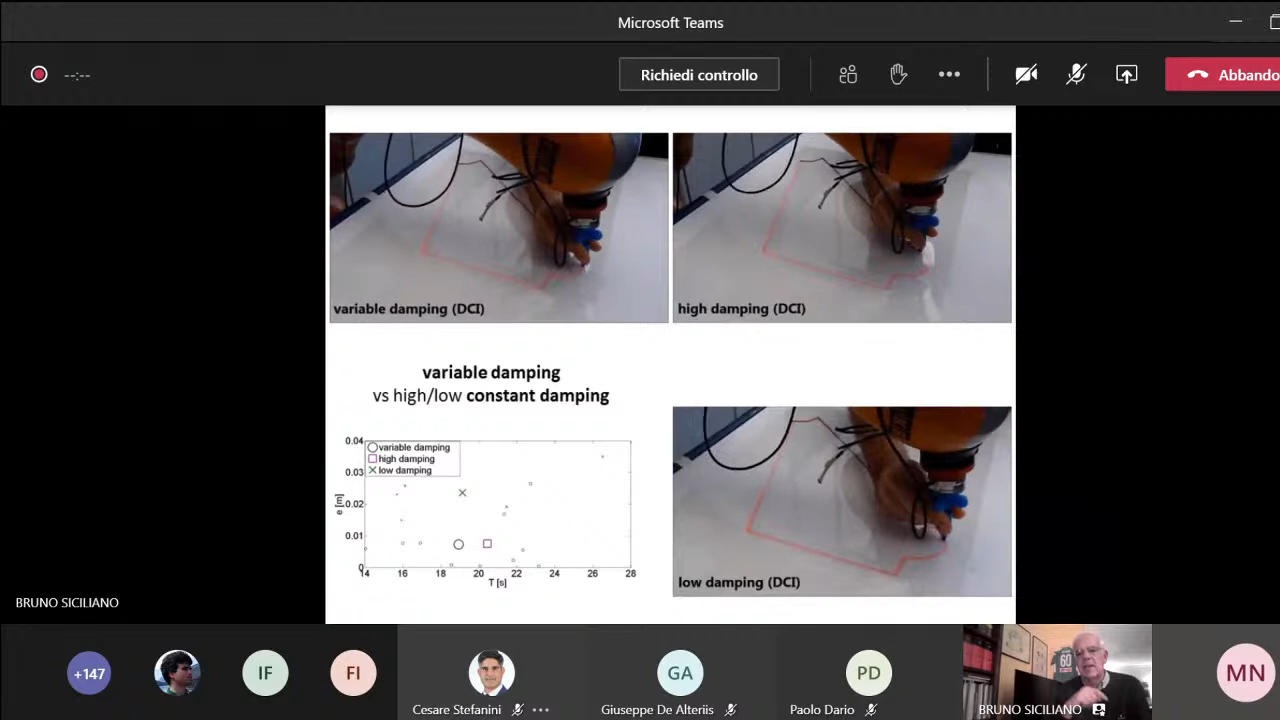 Microsoft Teams
--:--
Richiedi controllo
Abbando
variable damping (DCI)
high damping (DCI)
variable damping
vs high/low constant damping
0.04
0.03
0.02
0.01
0
e [m]
variable damping
high damping
low damping
14 16 18 20 22 24 26 28
T [s]
low damping (DCI)
BRUNO SICILIANO
+147
IF
FI
GA
PD
60
MN
Cesare Stefanini
Giuseppe De Alteriis
Paolo Dario
BRUNO SICILIANO